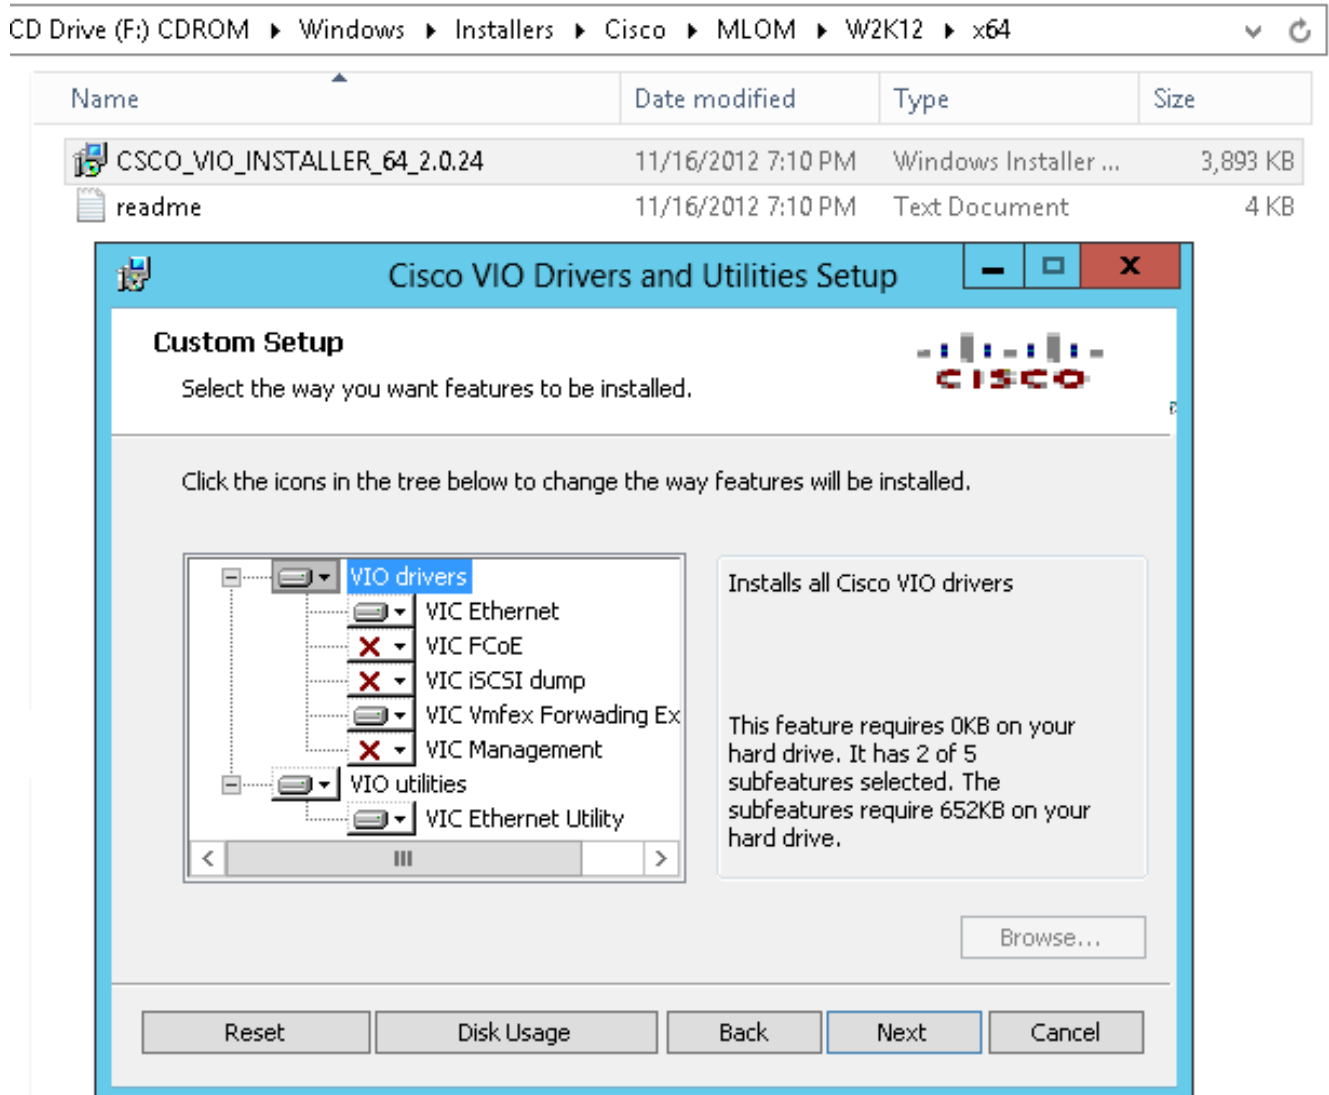 CD Drive (F:) CDROM Windows Installers Cisco MLOM W2K12 x64
Name Date modified Type Size
CSCO_VIO_INSTALLER_64_2.0.24 11/16/2012 7:10 PM Windows Installer ... 3,893 KB
readme 11/16/2012 7:10 PM Text Document 4 KB
Cisco VIO Drivers and Utilities Setup
Custom Setup
Select the way you want features to be installed.
CISCO
Click the icons in the tree below to change the way features will be installed.
VIO drivers
VIC Ethernet
VIC FCoE
VIC iSCSI dump
VIC Vmfex Forwading Ex
VIC Management
VIO utilities
VIC Ethernet Utility
Installs all Cisco VIO drivers
This feature requires 0KB on your
hard drive. It has 2 of 5
subfeatures selected. The
subfeatures require 652KB on your
hard drive.
Browse...
Reset Disk Usage Back Next Cancel